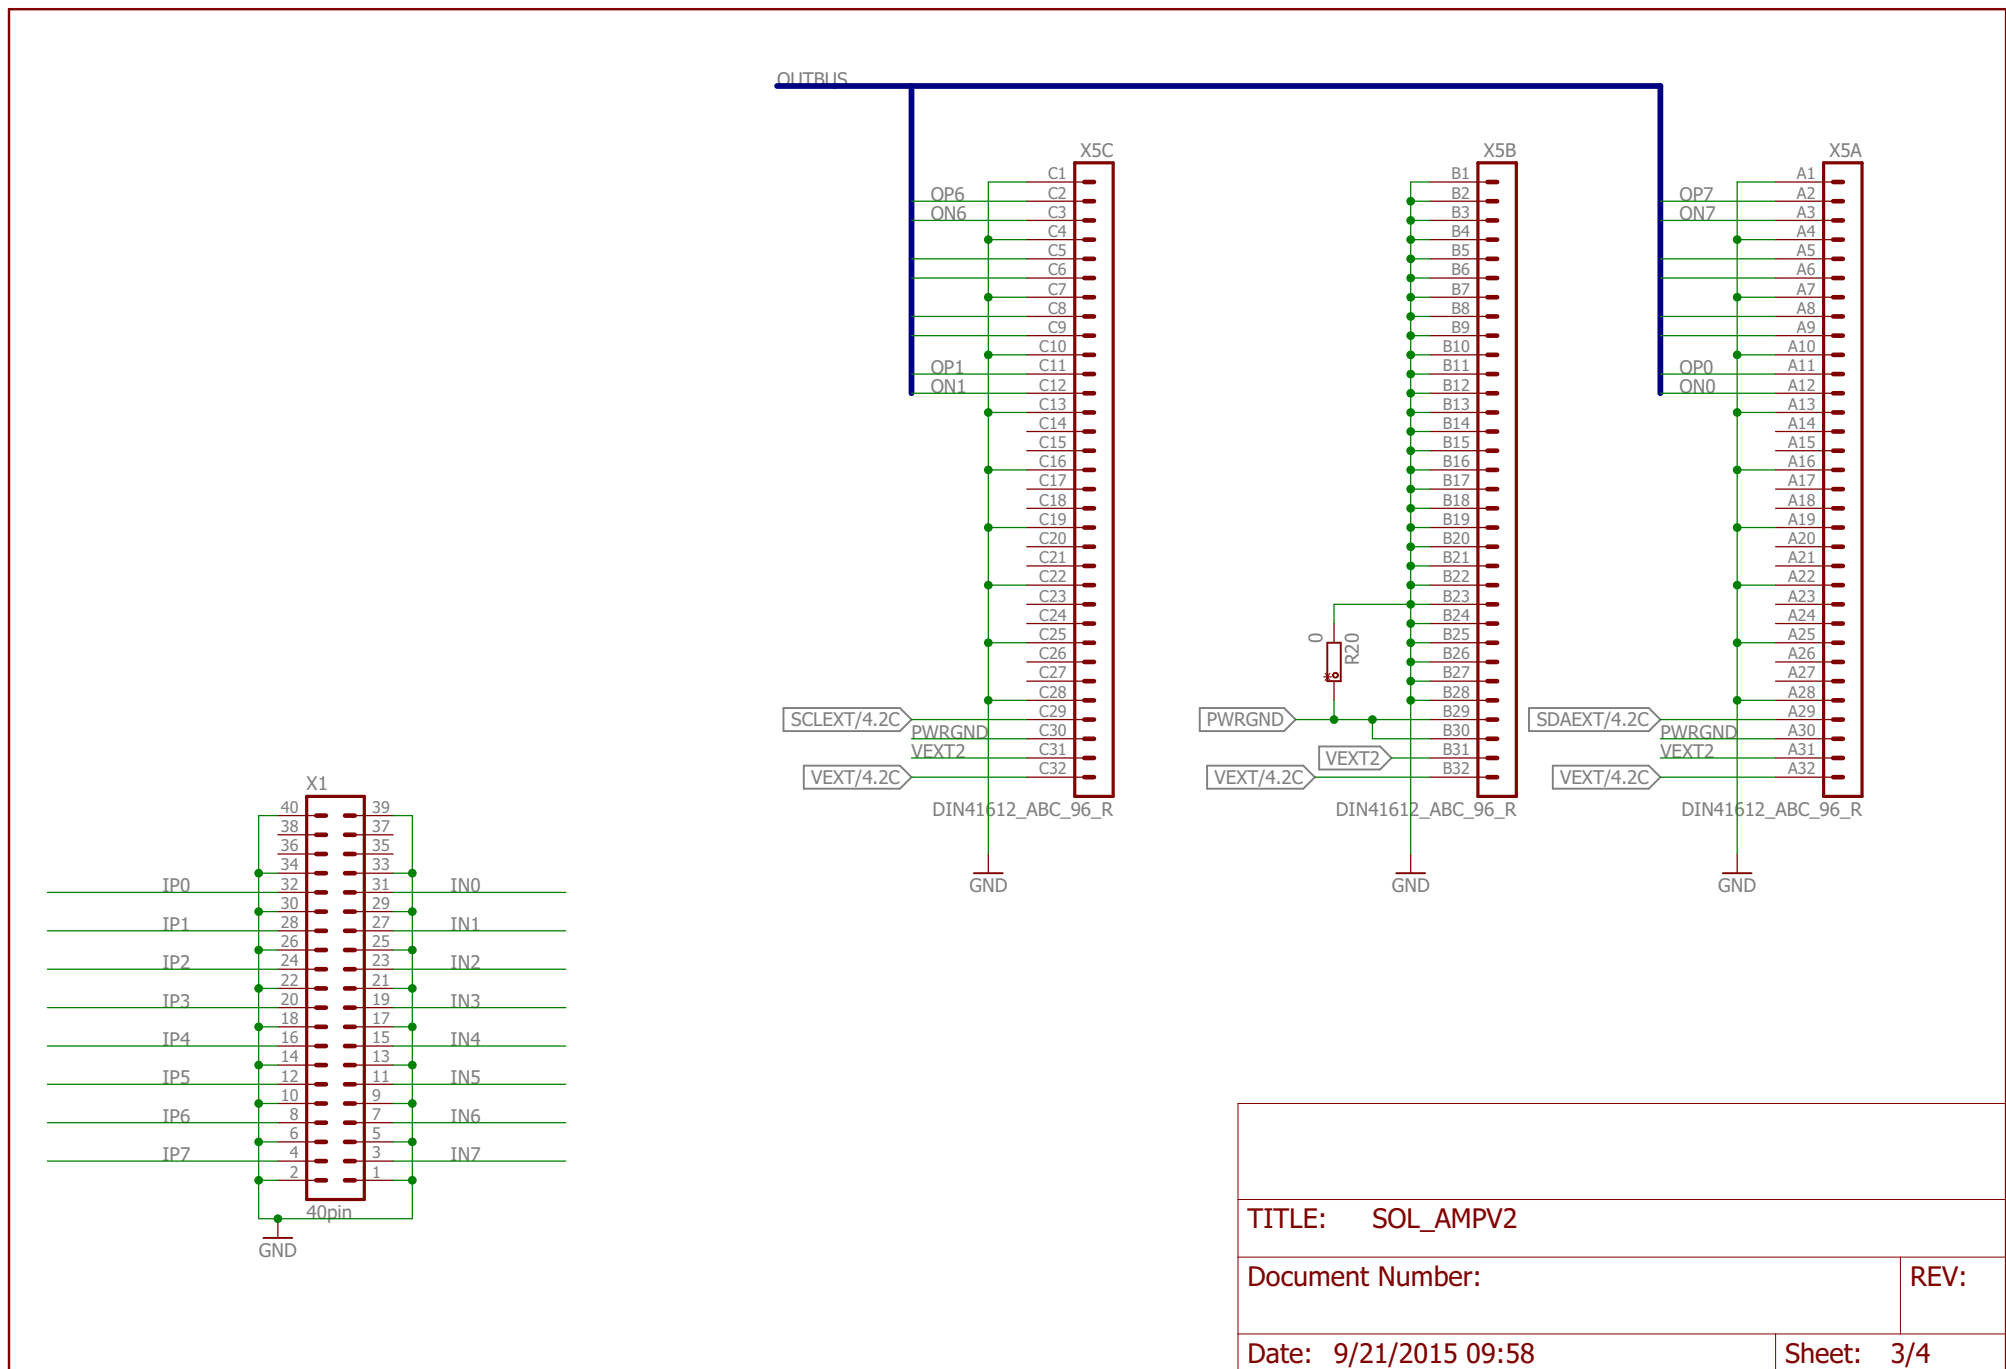 OUTBUS
X5C
C1
OP6 C2
ON6 C3
C4
C5
C6
C7
C8
C9
C10
OP1 C11
ON1 C12
C13
C14
C15
C16
C17
C18
C19
C20
C21
C22
C23
C24
C25
C26
C27
C28
SCLEXT/4.2C C29
PWRGND C30
VEXT2 C31
VEXT/4.2C C32
DIN41612_ABC_96_R
GND
X5B
B1
B2
B3
B4
B5
B6
B7
B8
B9
B10
B11
B12
B13
B14
B15
B16
B17
B18
B19
B20
B21
B22
B23
B24
0 R20 B25
B26
B27
B28
PWRGND B29
B30
VEXT2 B31
VEXT/4.2C B32
DIN41612_ABC_96_R
GND
X5A
A1
OP7 A2
ON7 A3
A4
A5
A6
A7
A8
A9
A10
OP0 A11
ON0 A12
A13
A14
A15
A16
A17
A18
A19
A20
A21
A22
A23
A24
A25
A26
A27
A28
SDAEXT/4.2C A29
PWRGND A30
VEXT2 A31
VEXT/4.2C A32
DIN41612_ABC_96_R
GND
X1
40 39
38 37
36 35
34 33
IP0 32 31 IN0
30 29
IP1 28 27 IN1
26 25
IP2 24 23 IN2
22 21
IP3 20 19 IN3
18 17
IP4 16 15 IN4
14 13
IP5 12 11 IN5
10 9
IP6 8 7 IN6
6 5
IP7 4 3 IN7
2 1
40pin
GND
TITLE: SOL_AMPV2
Document Number: REV:
Date: 9/21/2015 09:58 Sheet: 3/4